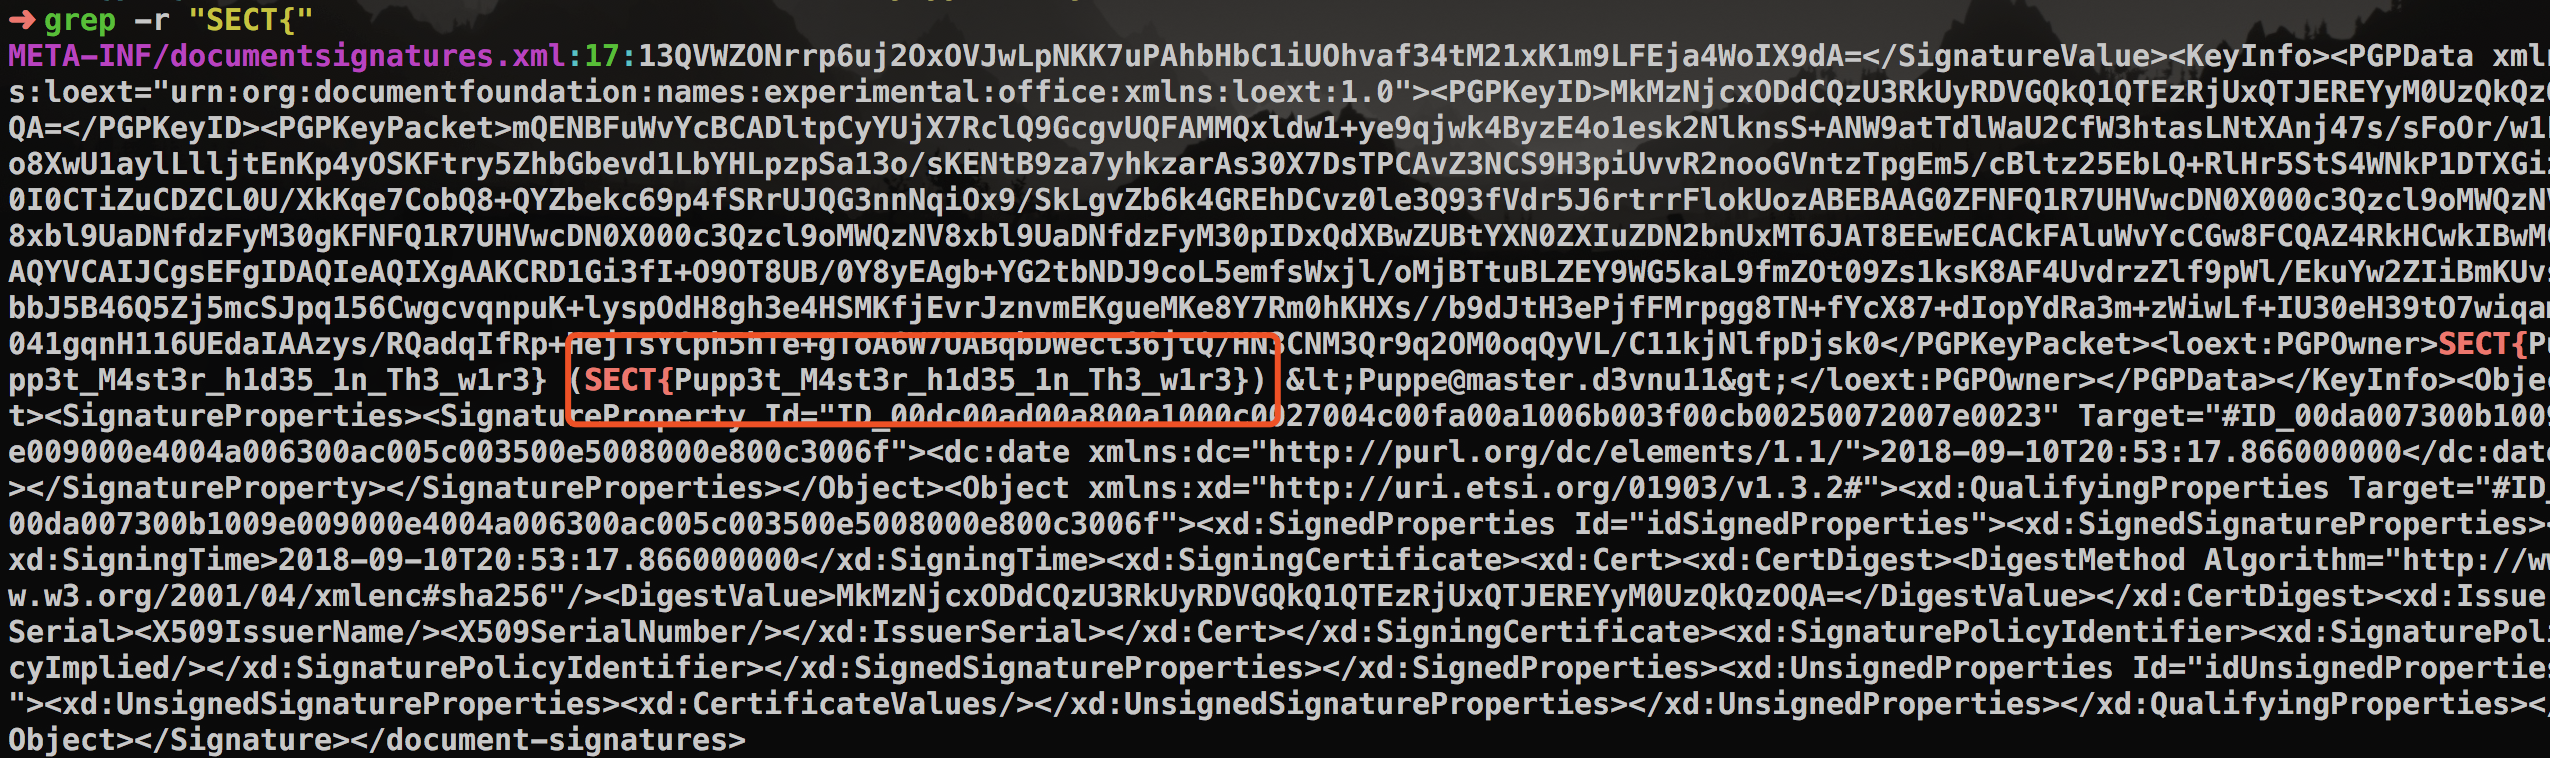 ➜ grep -r "SECT{"
META-INF/documentsignatures.xml:17:13QVWZONrrp6uj2OxOVJwLpNKK7uPAhbHbC1iUOhvaf34tM21xK1m9LFEja4WoIX9dA=</SignatureValue><KeyInfo><PGPData xml
s:loext="urn:org:documentfoundation:names:experimental:office:xmlns:loext:1.0"><PGPKeyID>MkMzNjcxODdCQzU3RkUyRDVGQkQ1QTEzRjUxQTJEREYyM0UzQkQz
QA=</PGPKeyID><PGPKeyPacket>mQENBFuWvYcBCADltpCyYUjX7RclQ9GcgvUQFAMMQxldw1+ye9qjwk4ByzE4o1esk2NlknsS+ANW9atTdlWaU2CfW3htasLNtXAnj47s/sFoOr/w1
o8XwU1aylLlljtEnKp4yOSKFtry5ZhbGbevd1LbYHLpzpSa13o/sKENtB9za7yhkzarAs30X7DsTPCAvZ3NCS9H3piUvvR2nooGVntzTpgEm5/cBltz25EbLQ+RlHr5StS4WNkP1DTXGi
0I0CTiZuCDZCL0U/XkKqe7CobQ8+QYZbekc69p4fSRrUJQG3nnNqiOx9/SkLgvZb6k4GREhDCvz0le3Q93fVdr5J6rtrrFlokUozABEBAAG0ZFNFQ1R7UHVwcDN0X000c3Qzcl9oMWQzN
8xbl9UaDNfdzFyM30gKFNFQ1R7UHVwcDN0X000c3Qzcl9oMWQzNV8xbl9UaDNfdzFyM30pIDxQdXBwZUBtYXN0ZXIuZDN2bnUxMT6JAT8EEwECACkFAluWvYcCGw8FCQAZ4RkHCwkIBwM
AQYVCAIJCgsEFgIDAQIeAQIXgAAKCRD1Gi3fI+O9OT8UB/0Y8yEAgb+YG2tbNDJ9coL5emfsWxjl/oMjBTtuBLZEY9WG5kaL9fmZOt09Zs1ksK8AF4UvdrzZlf9pWl/EkuYw2ZIiBmKUv
bbJ5B46Q5Zj5mcSJpq156CwgcvqnpuK+lyspOdH8gh3e4HSMKfjEvrJznvmEKgueMKe8Y7Rm0hKHXs//b9dJtH3ePjfFMrpgg8TN+fYcX87+dIopYdRa3m+zWiwLf+IU30eH39tO7wiqa
041gqnH116UEdaIAAzys/RQadqIfRp+HejTsYCph5hTe+gToA6W7UABqbDWect36jtQ/HN3CNM3Qr9q2OM0oqQyVL/C11kjNlfpDjsk0</PGPKeyPacket><loext:PGPOwner>SECT{P
pp3t_M4st3r_h1d35_1n_Th3_w1r3} (SECT{Pupp3t_M4st3r_h1d35_1n_Th3_w1r3}) &lt;Puppe@master.d3vnu11&gt;</loext:PGPOwner></PGPData></KeyInfo><Obje
t><SignatureProperties><SignatureProperty Id="ID_00dc00ad00a800a1000c0027004c00fa00a1006b003f00cb00250072007e0023" Target="#ID_00da007300b1009
e009000e4004a006300ac005c003500e5008000e800c3006f"><dc:date xmlns:dc="http://purl.org/dc/elements/1.1/">2018-09-10T20:53:17.866000000</dc:dat
></SignatureProperty></SignatureProperties></Object><Object xmlns:xd="http://uri.etsi.org/01903/v1.3.2#"><xd:QualifyingProperties Target="#ID_
00da007300b1009e009000e4004a006300ac005c003500e5008000e800c3006f"><xd:SignedProperties Id="idSignedProperties"><xd:SignedSignatureProperties>
xd:SigningTime>2018-09-10T20:53:17.866000000</xd:SigningTime><xd:SigningCertificate><xd:Cert><xd:CertDigest><DigestMethod Algorithm="http://w
w.w3.org/2001/04/xmlenc#sha256"/><DigestValue>MkMzNjcxODdCQzU3RkUyRDVGQkQ1QTEzRjUxQTJEREYyM0UzQkQzOQA=</DigestValue></xd:CertDigest><xd:Issue
Serial><X509IssuerName/><X509SerialNumber/></xd:IssuerSerial></xd:Cert></xd:SigningCertificate><xd:SignaturePolicyIdentifier><xd:SignaturePol
cyImplied/></xd:SignaturePolicyIdentifier></xd:SignedSignatureProperties></xd:SignedProperties><xd:UnsignedProperties Id="idUnsignedProperties
"><xd:UnsignedSignatureProperties><xd:CertificateValues/></xd:UnsignedSignatureProperties></xd:UnsignedProperties></xd:QualifyingProperties><
Object></Signature></document-signatures>